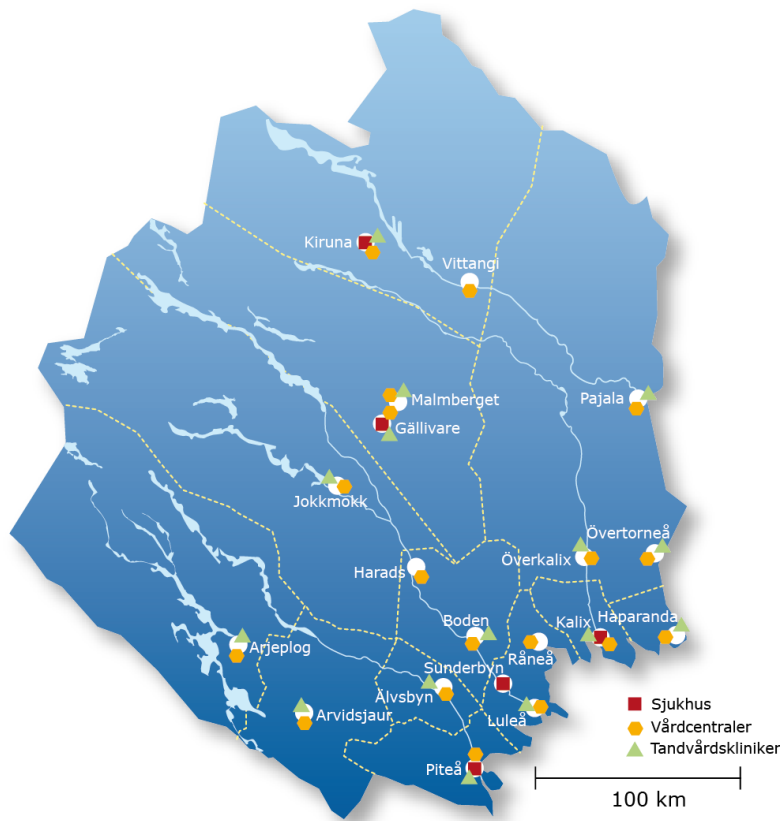 Kiruna
Vittangi
Malmberget
Pajala
Gällivare
Jokkmokk
Övertorneå
Överkalix
Harads
Boden
Kalix
Haparanda
Arjeplog
Sunderbyn
Råneå
Älvsbyn
Arvidsjaur
Luleå
Piteå
Sjukhus
Vårdcentraler
Tandvårdskliniker
100 km